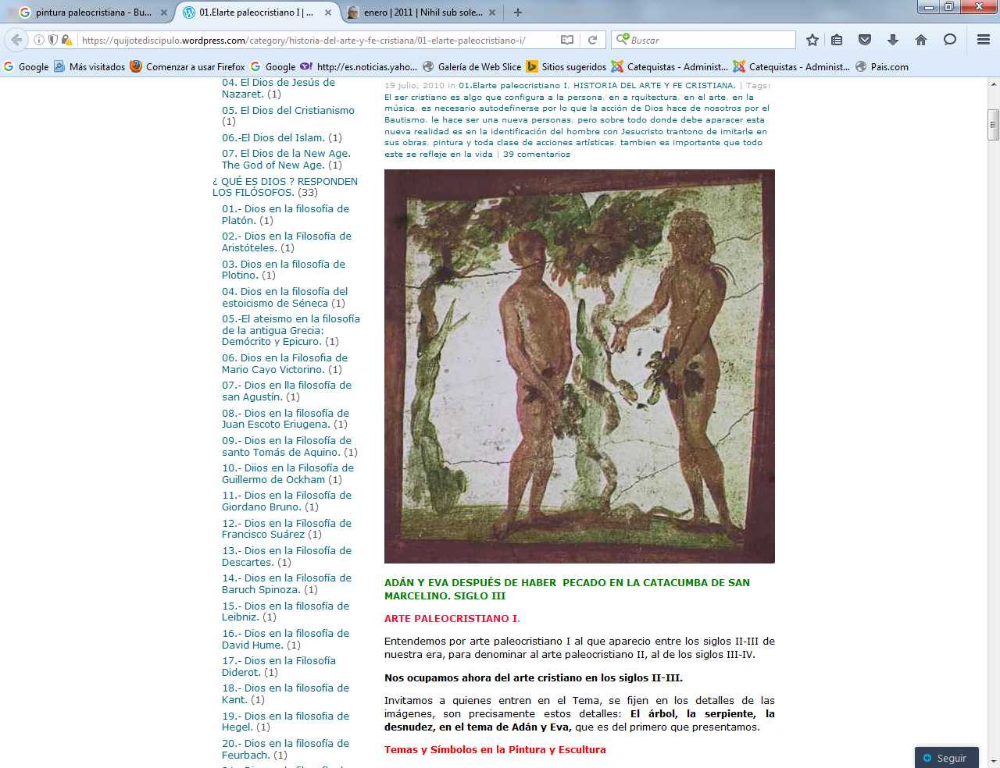 pintura paleocristiana - Bu...
01.Elarte paleocristiano I | ...
enero | 2011 | Nihil sub sole...
https://quijotediscipulo.wordpress.com/category/historia-del-arte-y-fe-cristiana/01-elarte-paleocristiano-i/
Buscar
Google
Más visitados
Comenzar a usar Firefox
Google
http://es.noticias.yaho...
Galería de Web Slice
Sitios sugeridos
Catequistas - Administ...
Catequistas - Administ...
Pais.com
04. El Dios de Jesús de
Nazaret. (1)
05. El Dios del Cristianismo
(1)
06.-El Dios del Islam. (1)
07. El Dios de la New Age.
The God of New Age. (1)
¿ QUÉ ES DIOS ? RESPONDEN
LOS FILÓSOFOS. (33)
01.- Dios en la filosofía de
Platón. (1)
02.- Dios en la Filosofía de
Aristóteles. (1)
03. Dios en la filosofía de
Plotino. (1)
04. Dios en la filosofía del
estoicismo de Séneca (1)
05.-El ateismo en la filosofía
de la antigua Grecia:
Demócrito y Epicuro. (1)
06. Dios en la Filosofia de
Mario Cayo Victorino. (1)
07.- Dios en lla filosofía de
san Agustín. (1)
08.- Dios en la filosofía de
Juan Escoto Eriugena. (1)
09.- Dios en la Filosofía de
santo Tomás de Aquino. (1)
10.- Diios en la Filosofía de
Guillermo de Ockham (1)
11.- Dios en la Filosofía de
Giordano Bruno. (1)
12.- Dios en la Filosofía de
Francisco Suárez (1)
13.- Dios en la Filosofía de
Descartes. (1)
14.- Dios en la Filosofía de
Baruch Spinoza. (1)
15.- Dios en la filosofía de
Leibniz. (1)
16.- Dios en la filosofía de
David Hume. (1)
17.- Dios en la Filosofía
Diderot. (1)
18.- Dios en la filosofía de
Kant. (1)
19.- Dios en la filosofia de
Hegel. (1)
20.- Dios en la filosofía de
Feurbach. (1)
19 julio, 2010 in 01.Elarte paleocristiano I, HISTORIA DEL ARTE Y FE CRISTIANA. | Tags:
El ser cristiano es algo que configura a la persona, en a rquitectura, en el arte, en la
música, es necesario autodefinerse por lo que la acción de Dios hace de nosotros por el
Bautismo, le hace ser una nueva personas, pero sobre todo donde debe aparacer esta
nueva realidad es en la identificación del hombre con Jesucristo trantono de imitarle en
sus obras, pintura y toda clase de acciones artísticas, tambien es importante que todo
este se refleje en la vida | 39 comentarios
ADÁN Y EVA DESPUÉS DE HABER PECADO EN LA CATACUMBA DE SAN
MARCELINO. SIGLO III
ARTE PALEOCRISTIANO I.
Entendemos por arte paleocristiano I al que aparecio entre los siglos II-III de
nuestra era, para denominar al arte paleocristiano II, al de los siglos III-IV.
Nos ocupamos ahora del arte cristiano en los siglos II-III.
Invitamos a quienes entren en el Tema, se fijen en los detalles de las
imágenes, son precisamente estos detalles: El árbol, la serpiente, la
desnudez, en el tema de Adán y Eva, que es del primero que presentamos.
Temas y Símbolos en la Pintura y Escultura
Seguir